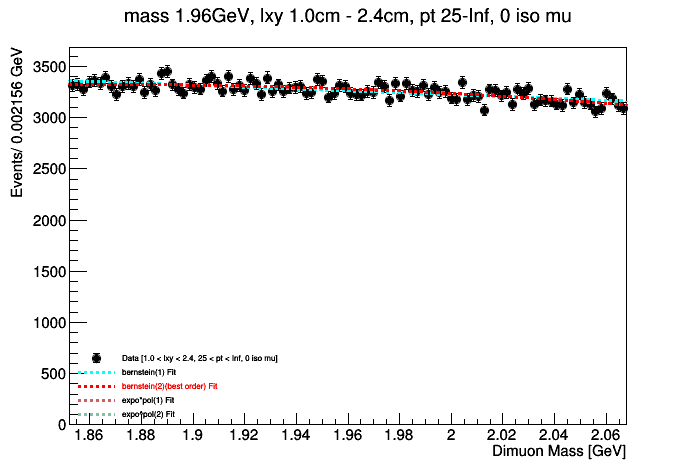 mass 1.96GeV, lxy 1.0cm - 2.4cm, pt 25-Inf, 0 iso mu
Events/ 0.002156 GeV
3500
3000
2500
2000
1500
1000
500
0
Data [1.0 < lxy < 2.4, 25 < pt < Inf, 0 iso mu]
bernstein(1) Fit
bernstein(2)(best order) Fit
expo*pol(1) Fit
expo*pol(2) Fit
1.86 1.88 1.9 1.92 1.94 1.96 1.98 2 2.02 2.04 2.06
Dimuon Mass [GeV]